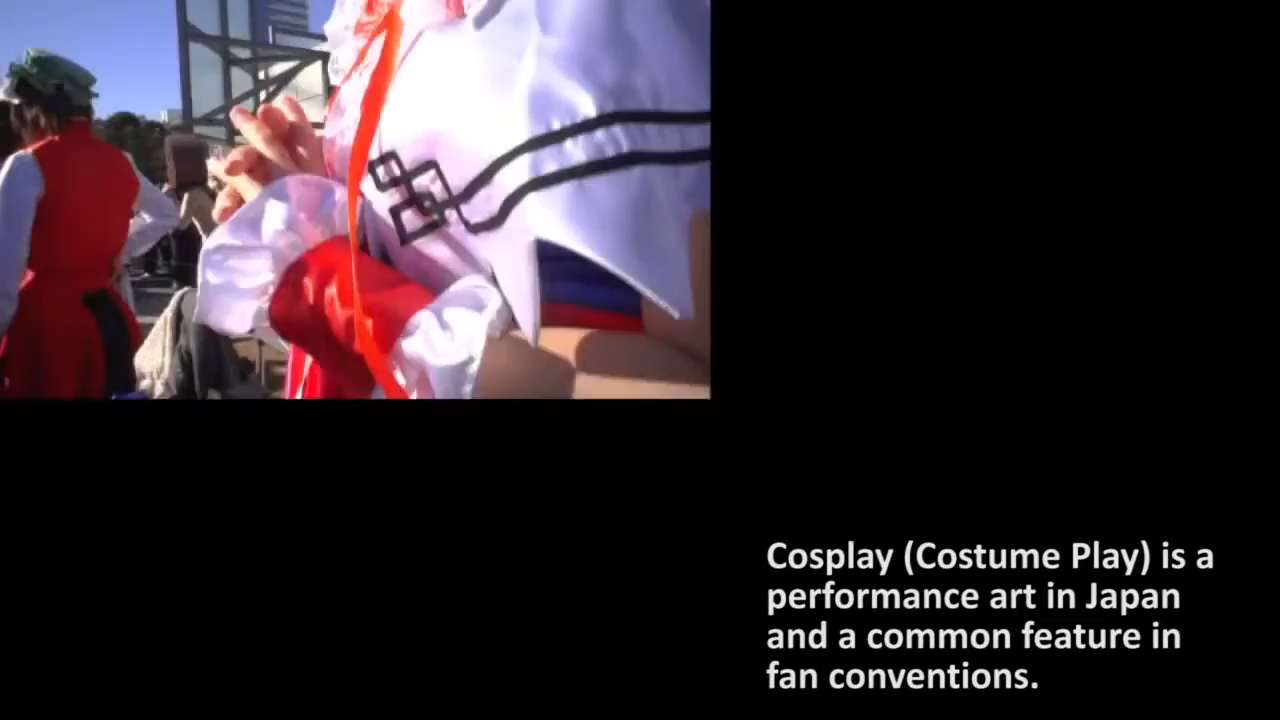 Cosplay (Costume Play) is a
performance art in Japan
and a common feature in
fan conventions.